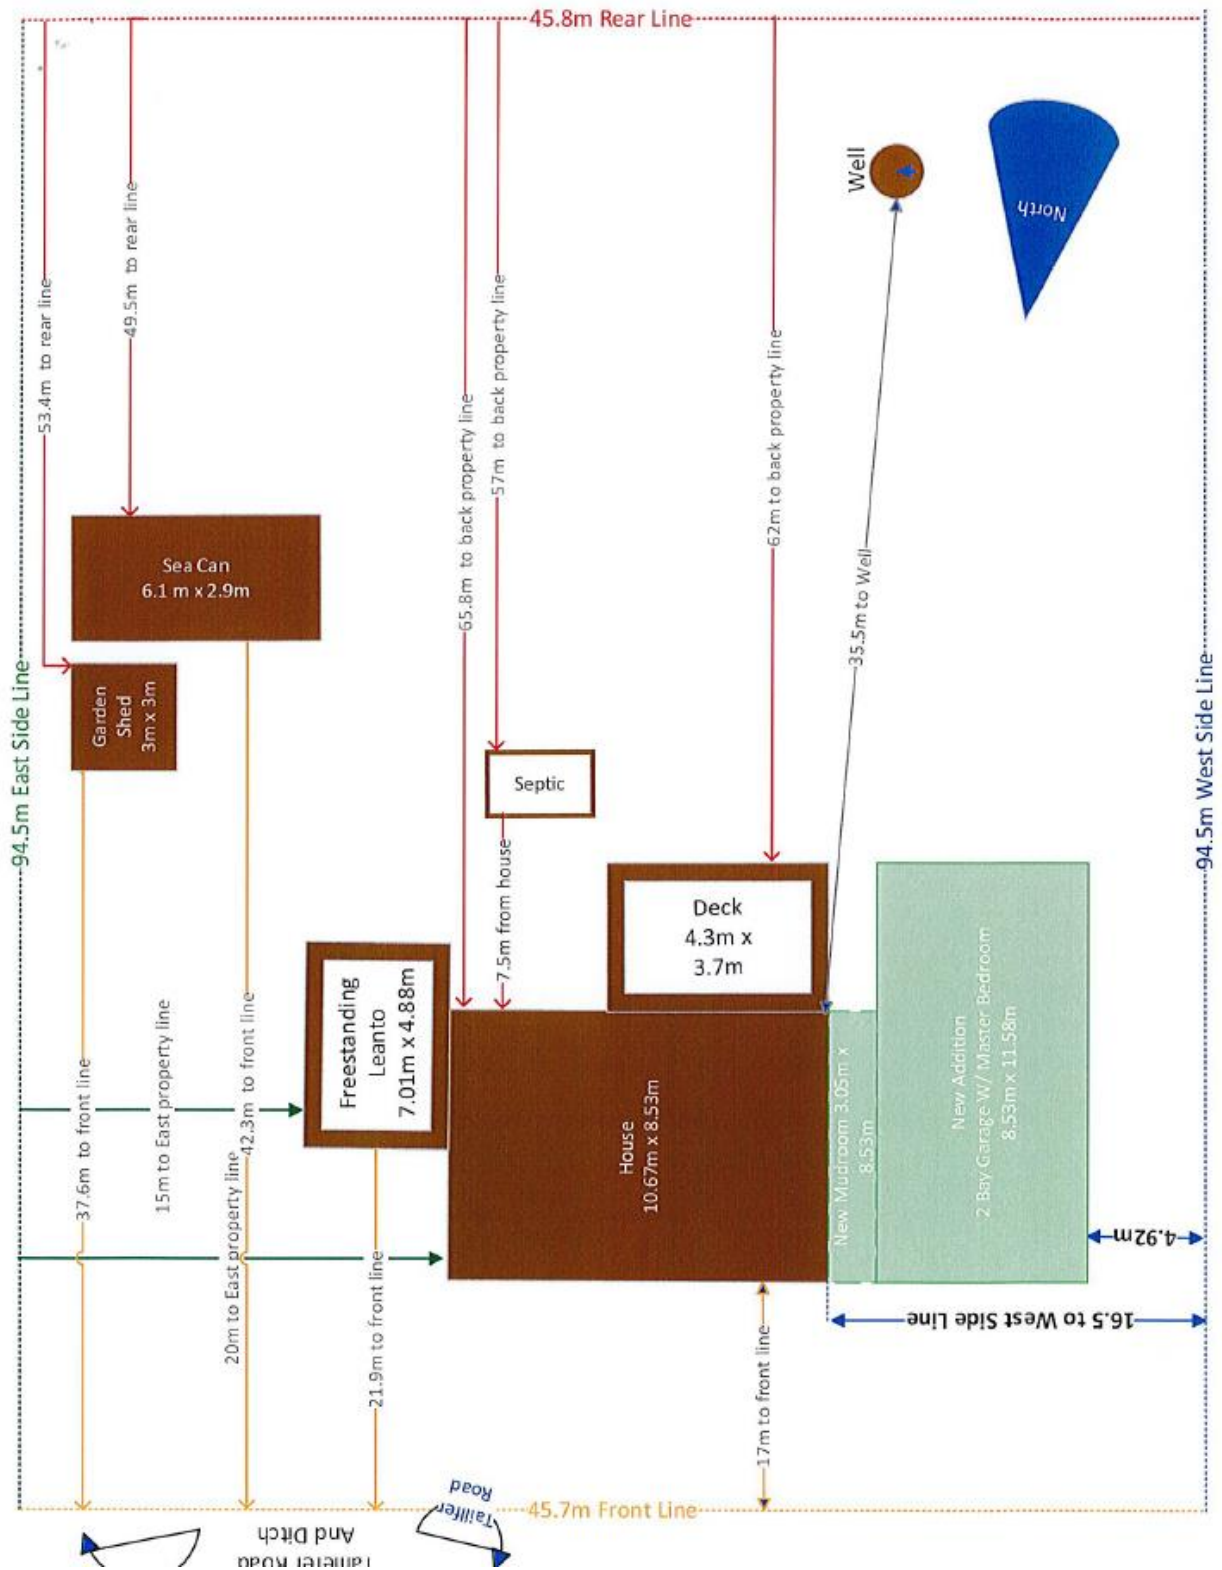 45.8m Rear Line
Well
North
49.5m to rear line
53.4m to rear line
57m to back property line
65.8m to back property line
62m to back property line
Sea Can
6.1 m x 2.9m
35.5m to Well
Garden
Shed
3m x 3m
94.5m East Side Line
94.5m West Side Line
Septic
7.5m from house
Deck
4.3m x
3.7m
Freestanding
Leanto
7.01m x 4.88m
New Addition
2 Bay Garage W/ Master Bedroom
8.53m x 11.58m
House
10.67m x 8.53m
New Mudroom 3.05m x
8.53m
37.6m to front line
15m to East property line
42.3m to front line
20m to East property line
21.9m to front line
4.92m
16.5 to West Side Line
17m to front line
45.7m Front Line
Taillfer
Road
And Ditch